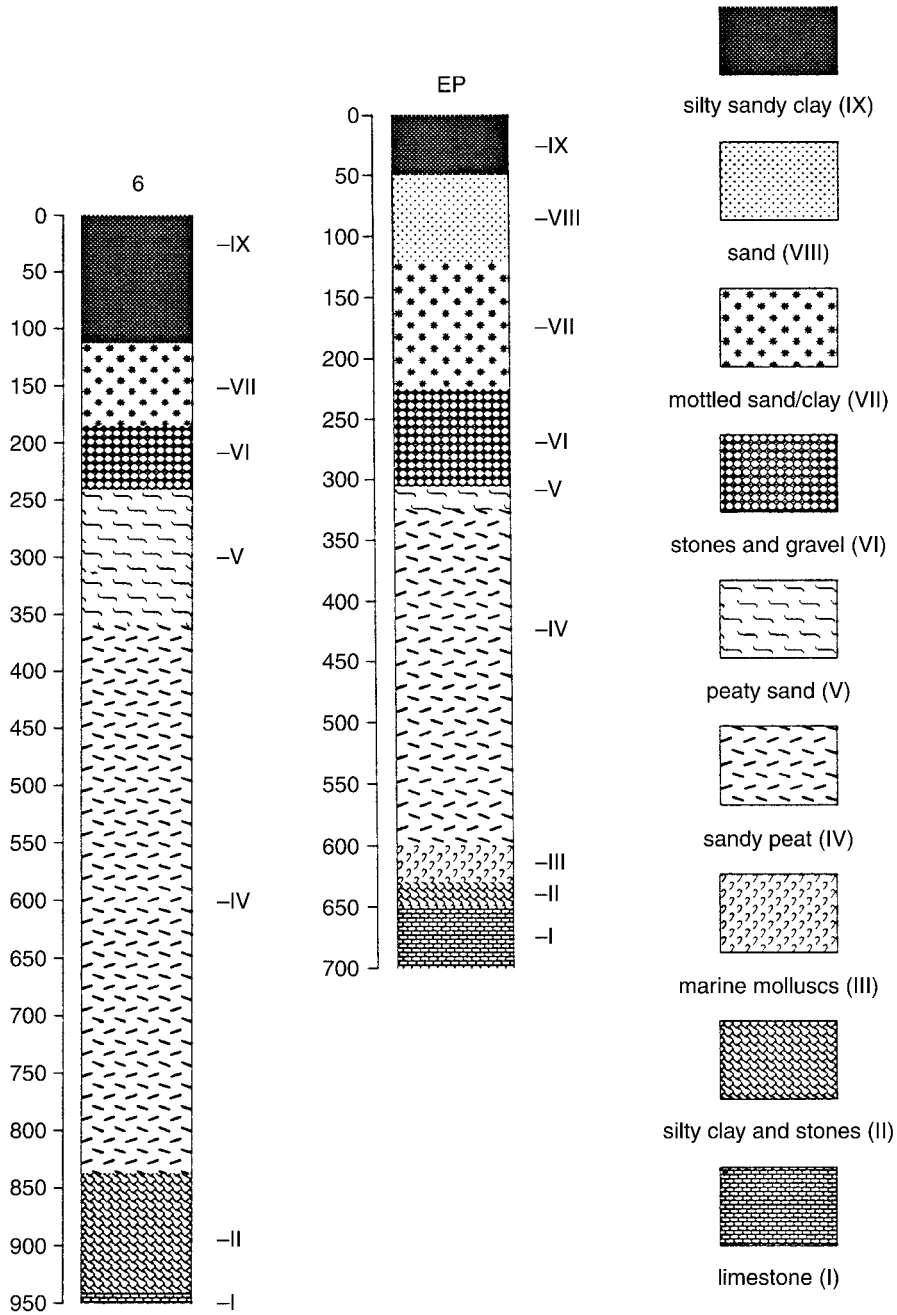 6
0
50
100
150
200
250
300
350
400
450
500
550
600
650
700
750
800
850
900
950
–IX
–VII
–VI
–V
–IV
–II
–I
EP
0
50
100
150
200
250
300
350
400
450
500
550
600
650
700
–IX
–VIII
–VII
–VI
–V
–IV
–III
–II
–I
silty sandy clay (IX)
sand (VIII)
mottled sand/clay (VII)
stones and gravel (VI)
peaty sand (V)
sandy peat (IV)
marine molluscs (III)
silty clay and stones (II)
limestone (I)